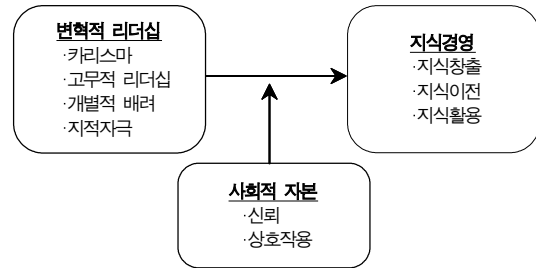 변혁적 리더십
·카리스마
·고무적 리더십
·개별적 배려
·지적자극
지식경영
·지식창출
·지식이전
·지식활용
사회적 자본
·신뢰
·상호작용